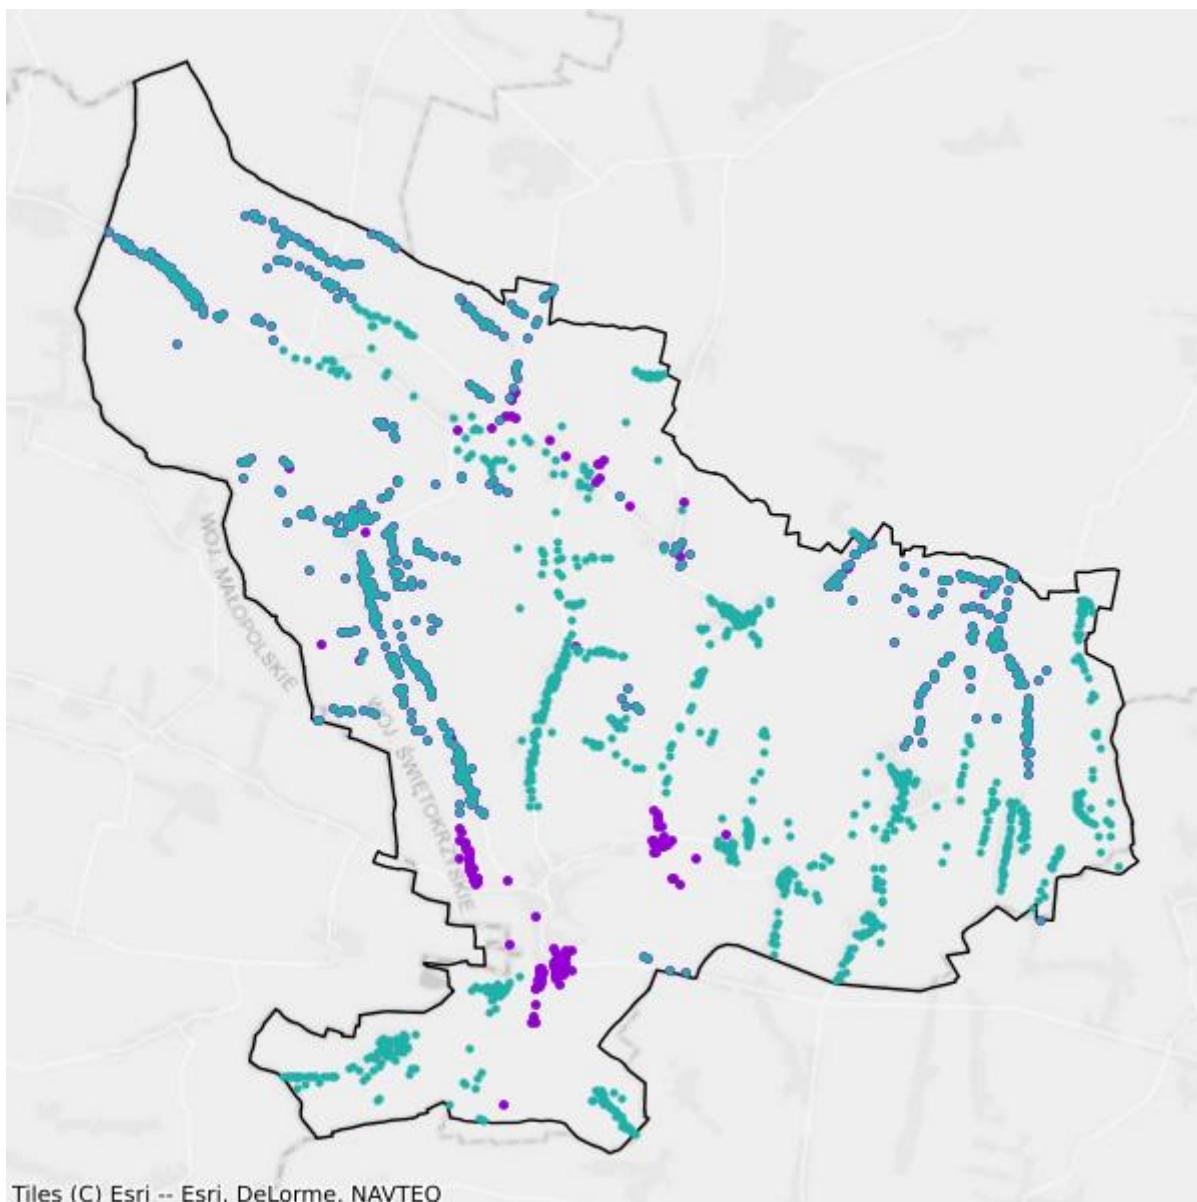 WOJ. MAŁOPOLSKIE
WOJ. ŚWIĘTOKRZYSKIE
Tiles (C) Esri -- Esri, DeLorme, NAVTEQ